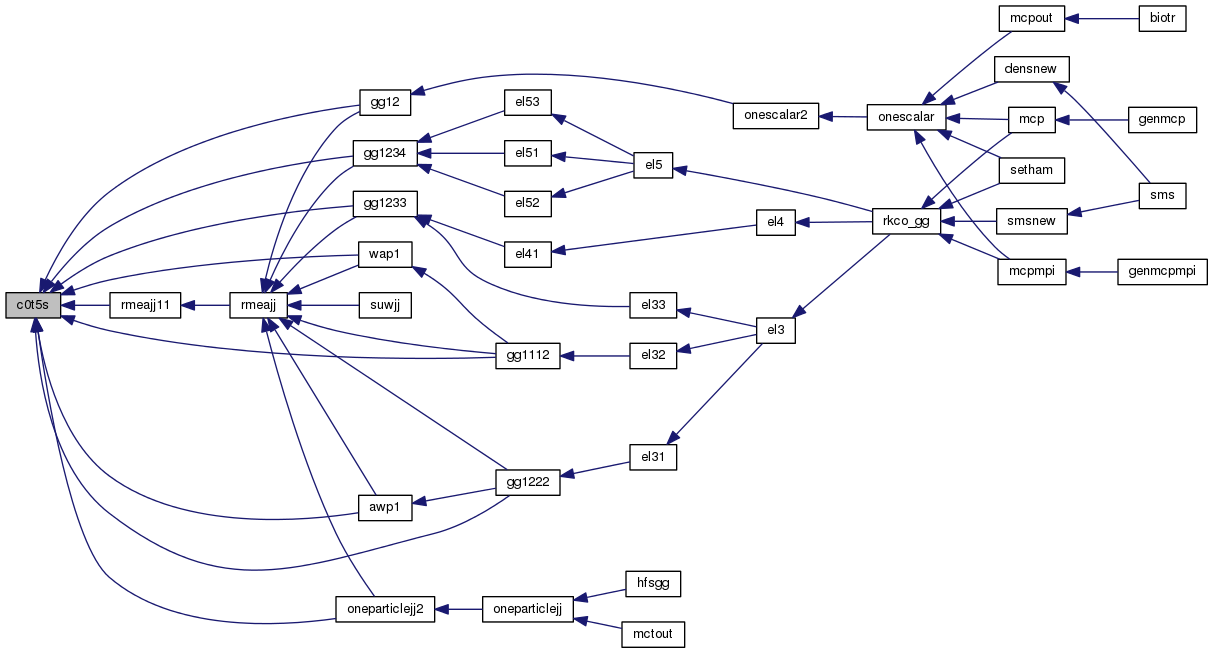 mcpout
biotr
densnew
gg12
el53
onescalar2
onescalar
mcp
genmcp
gg1234
el51
el5
setham
el52
sms
gg1233
rkco_gg
smsnew
el4
wap1
el41
mcpmpi
genmcpmpi
c0t5s
rmeajj11
rmeajj
suwjj
el33
el3
gg1112
el32
el31
gg1222
awp1
hfsgg
oneparticlejj2
oneparticlejj
mctout